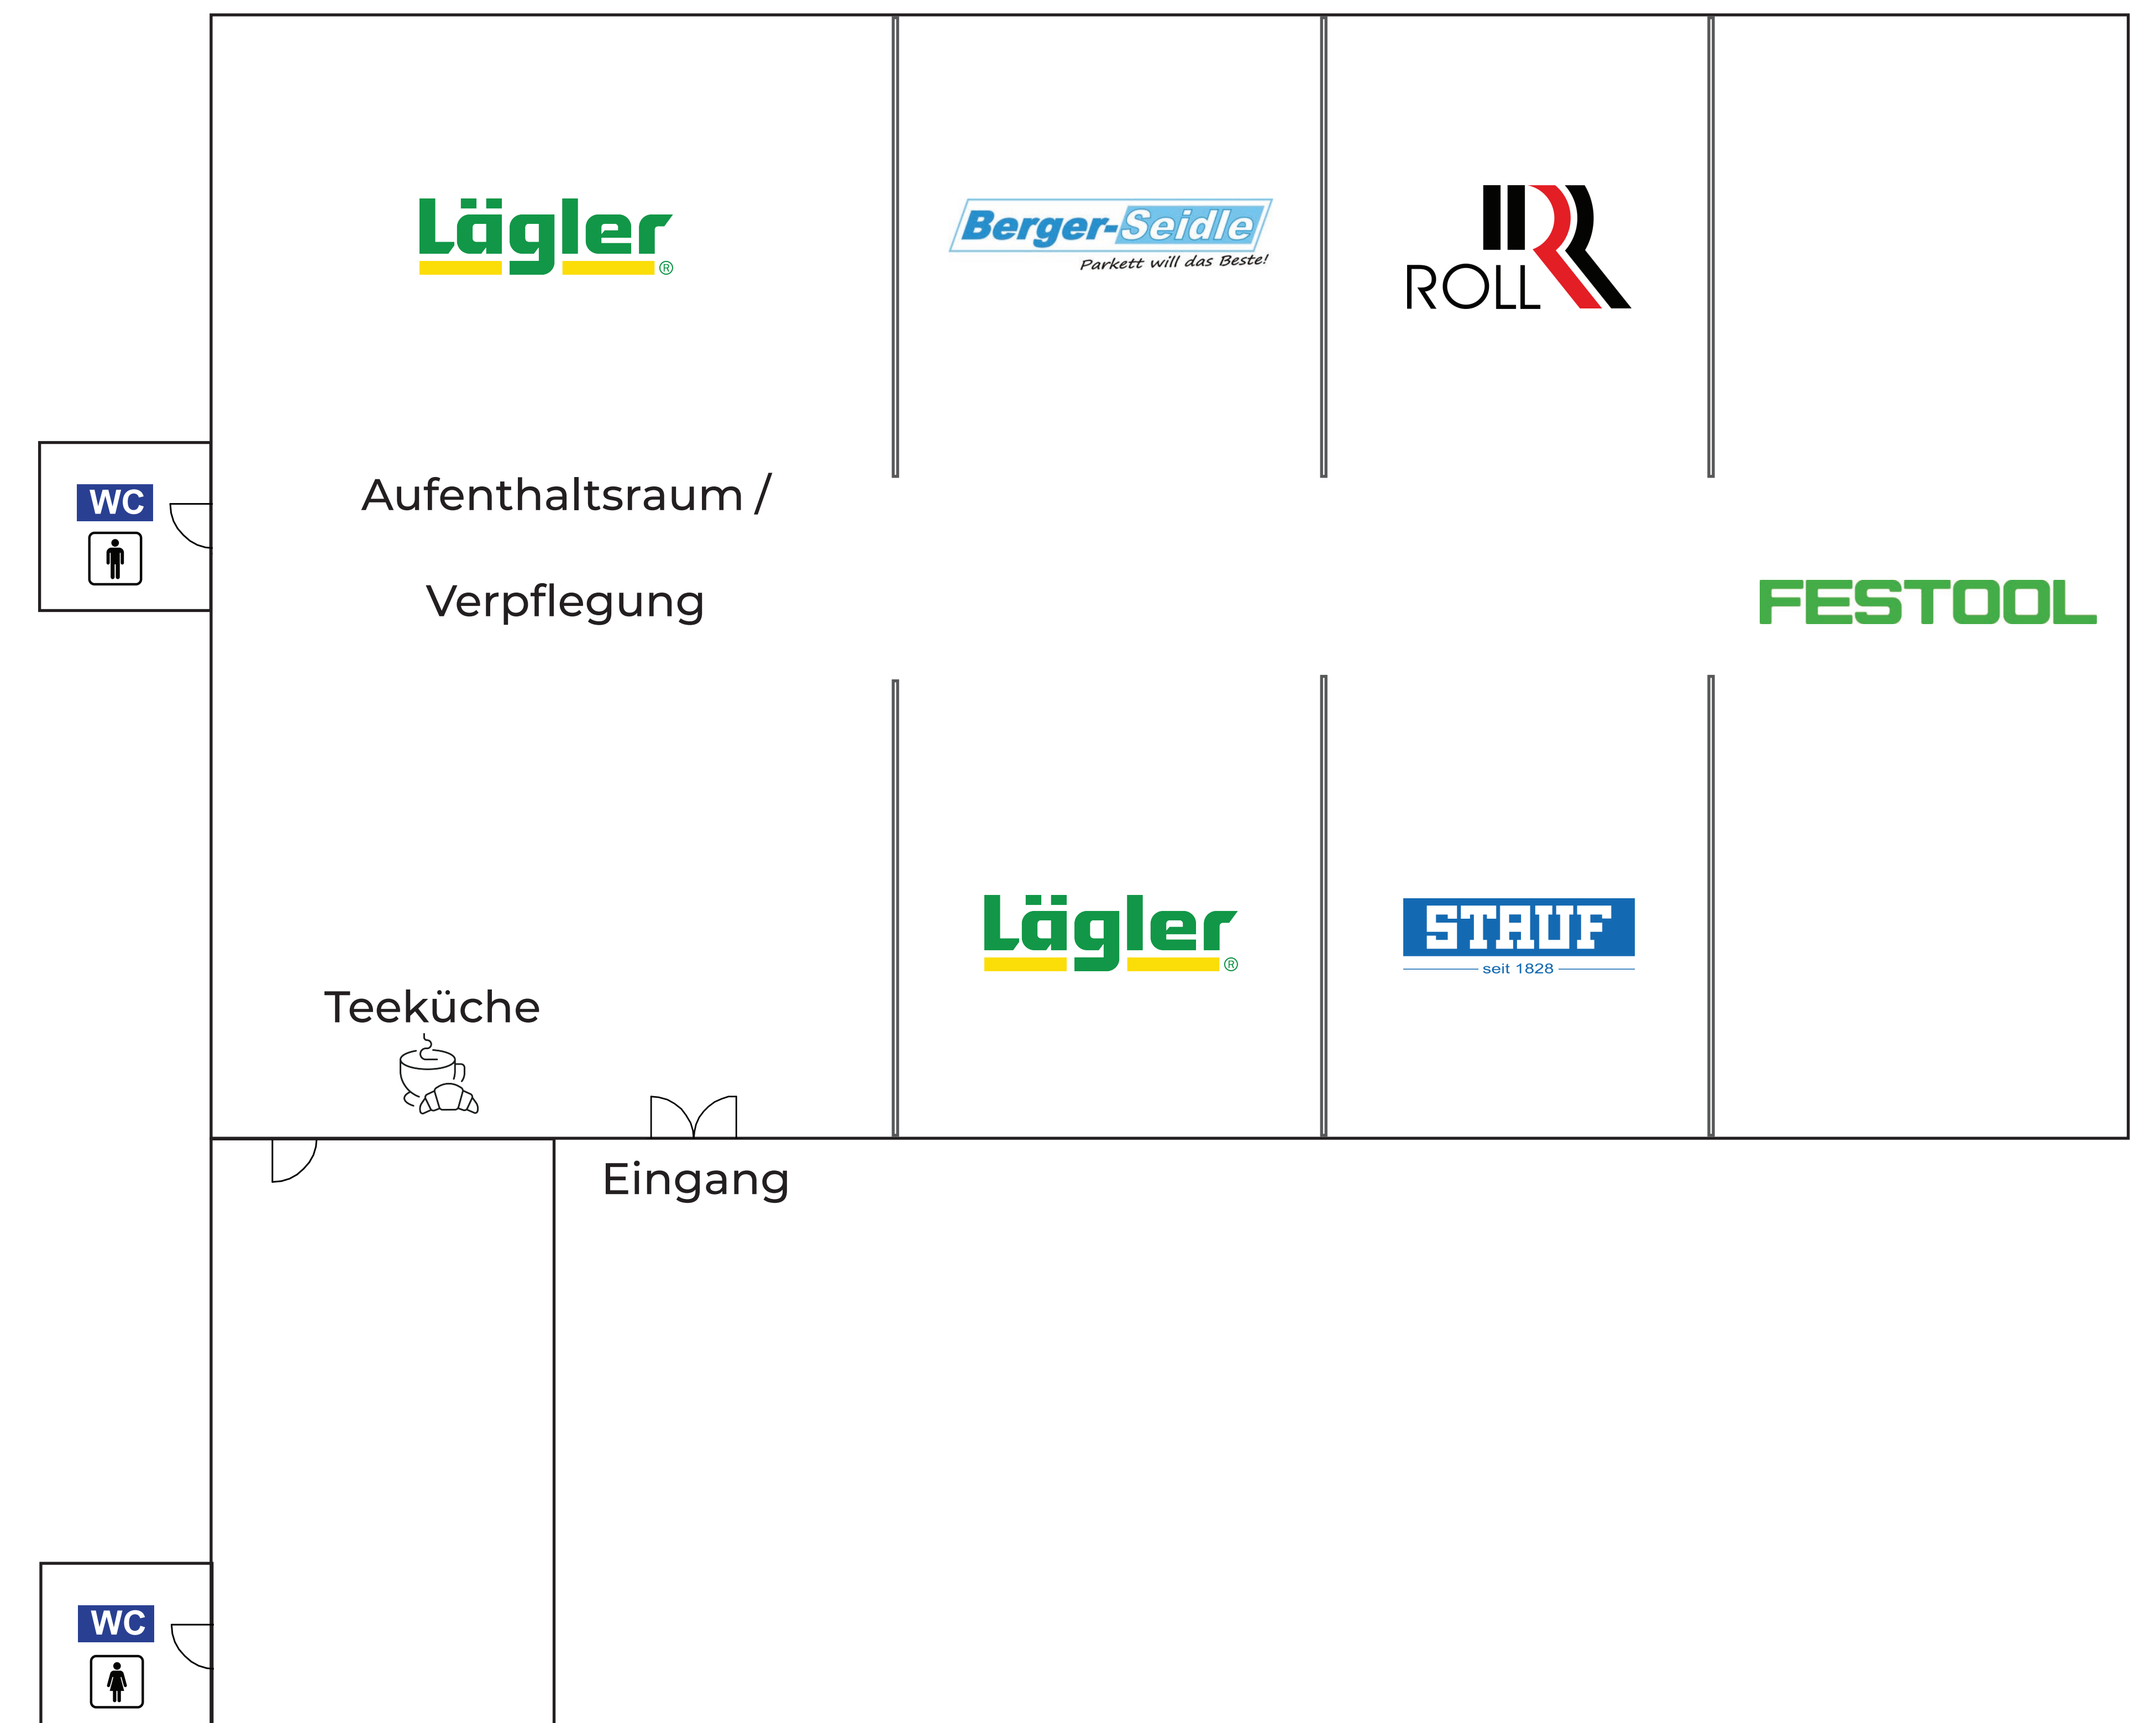 Lägler®
Berger-Seidle
Parkett will das Beste!
ROLL
WC
Aufenthaltsraum /
Verpflegung
FESTOOL
Lägler®
STAUF
seit 1828
Teeküche
Eingang
WC